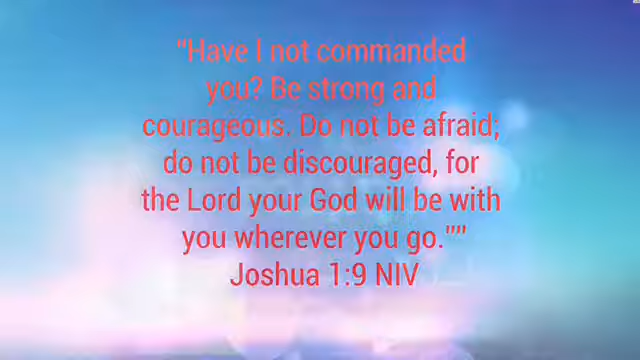 "Have I not commanded
you? Be strong and
courageous. Do not be afraid;
do not be discouraged, for
the Lord your God will be with
you wherever you go.""
Joshua 1:9 NIV